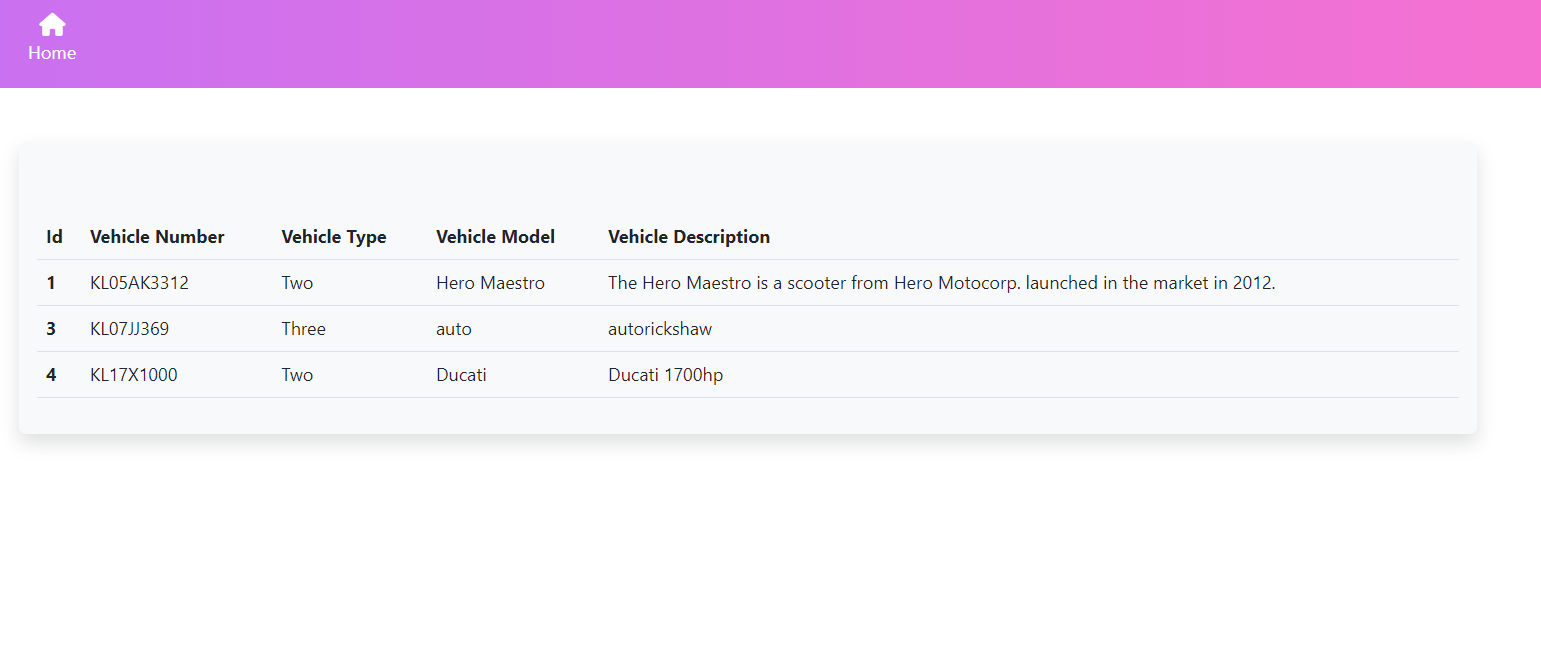 Home
Id Vehicle Number Vehicle Type Vehicle Model Vehicle Description
1 KL05AK3312 Two Hero Maestro The Hero Maestro is a scooter from Hero Motocorp. launched in the market in 2012.
3 KL07JJ369 Three auto autorickshaw
4 KL17X1000 Two Ducati Ducati 1700hp